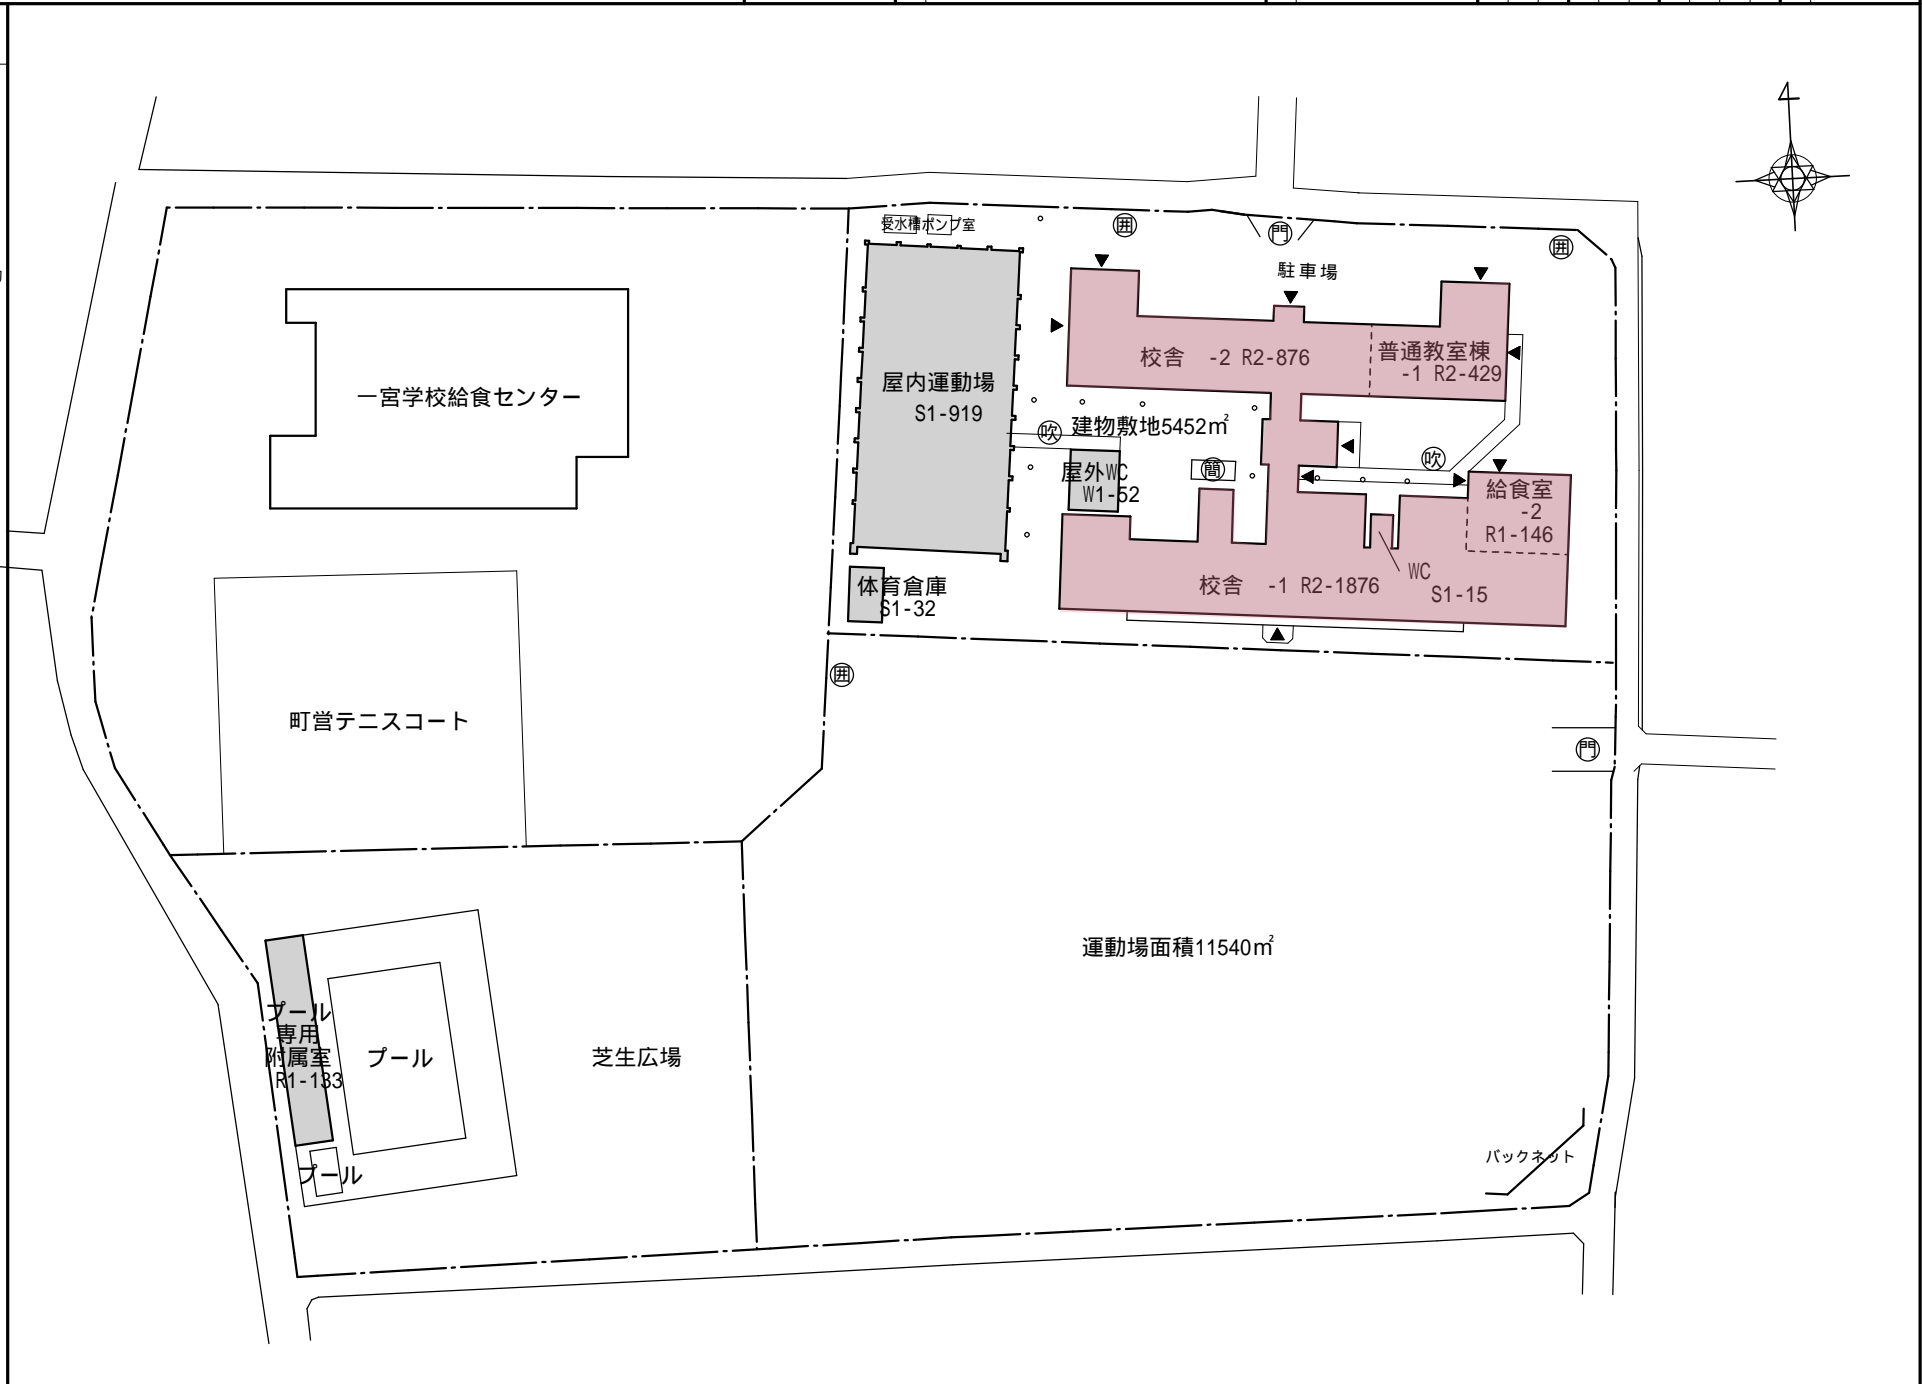 受水槽ポンプ室
囲
門
囲
駐車場
校舎 -2 R2-876
普通教室棟
-1 R2-429
屋内運動場
S1-919
一宮学校給食センター
吹
建物敷地5452㎡
吹
屋外WC
W1-52
簡
給食室
-2
R1-146
体育倉庫
S1-32
校舎 -1 R2-1876
WC
S1-15
囲
町営テニスコート
門
運動場面積11540㎡
プール
専用
附属室
R1-133
プール
芝生広場
プール
バックネット